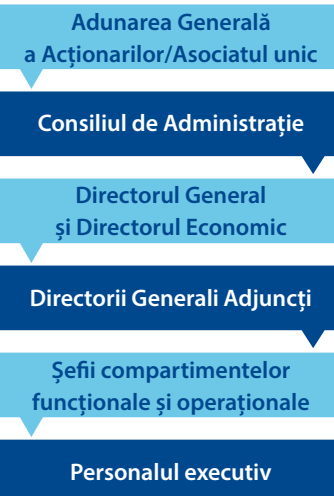 Adunarea Generală
a Acționarilor/Asociatul unic
Consiliul de Administrație
Directorul General
și Directorul Economic
Directorii Generali Adjuncți
Șefii compartimentelor
funcționale și operaționale
Personalul executiv